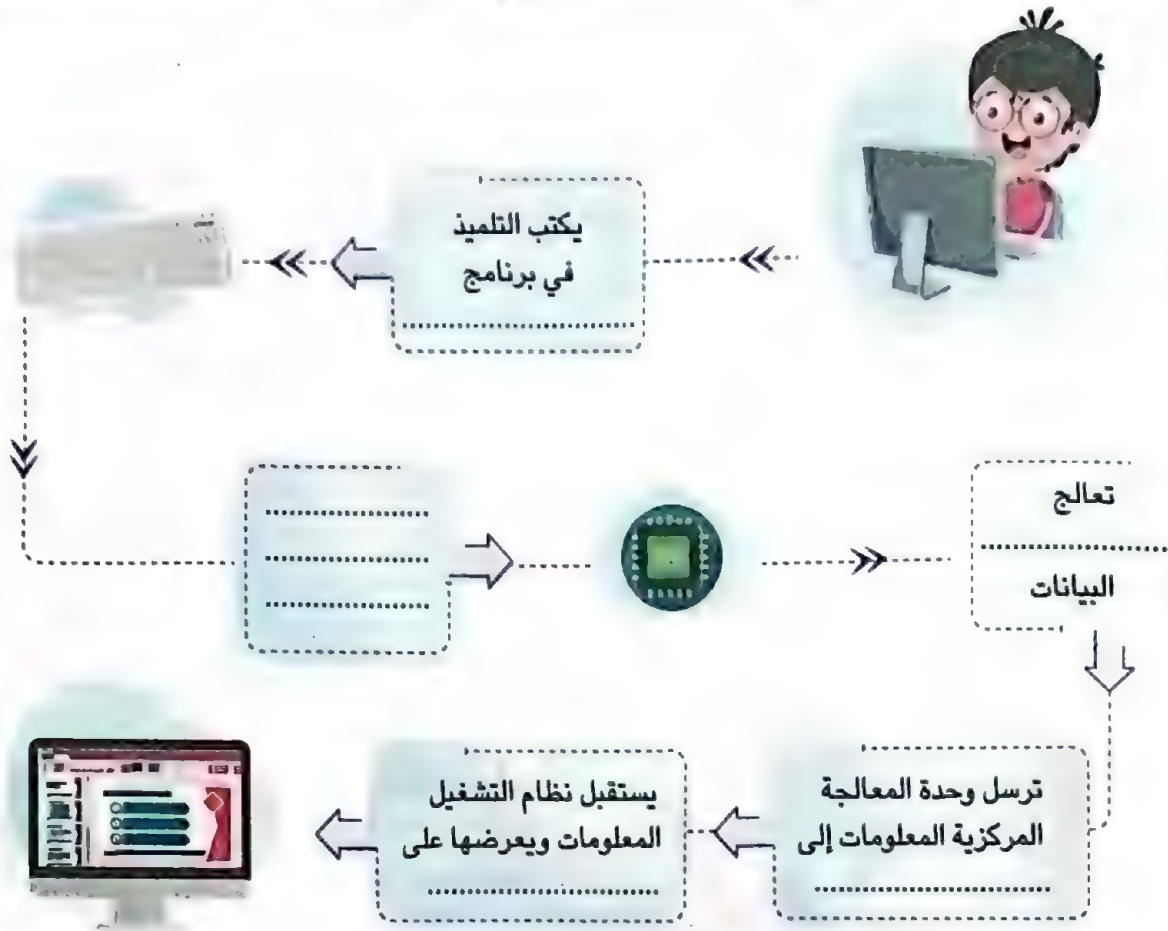 يكتب التلميذ
في برنامج
تعالج
البيانات
ترسل وحدة المعالجة
المركزية المعلومات إلى
يستقبل نظام التشغيل
المعلومات ويعرضها على